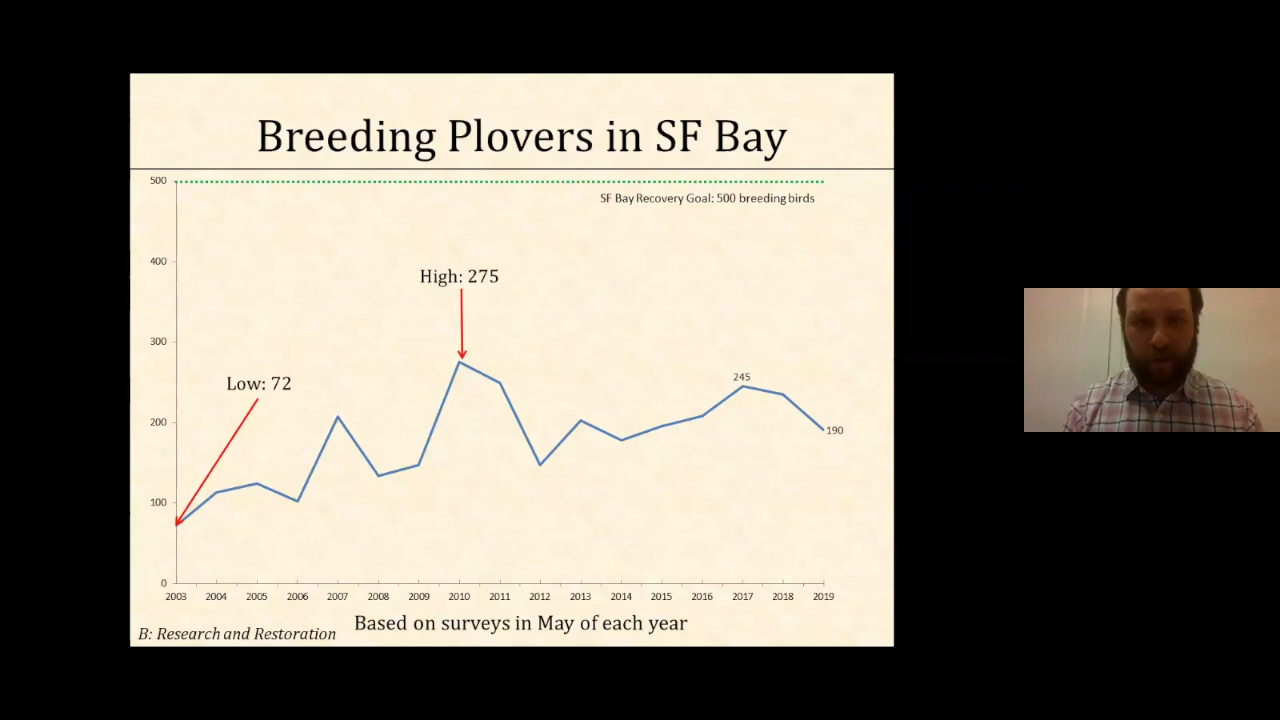 Breeding Plovers in SF Bay
500
SF Bay Recovery Goal: 500 breeding birds
400
High: 275
300
Low: 72
245
200
190
100
0
2003 2004 2005 2006 2007 2008 2009 2010 2011 2012 2013 2014 2015 2016 2017 2018 2019
Based on surveys in May of each year
B: Research and Restoration